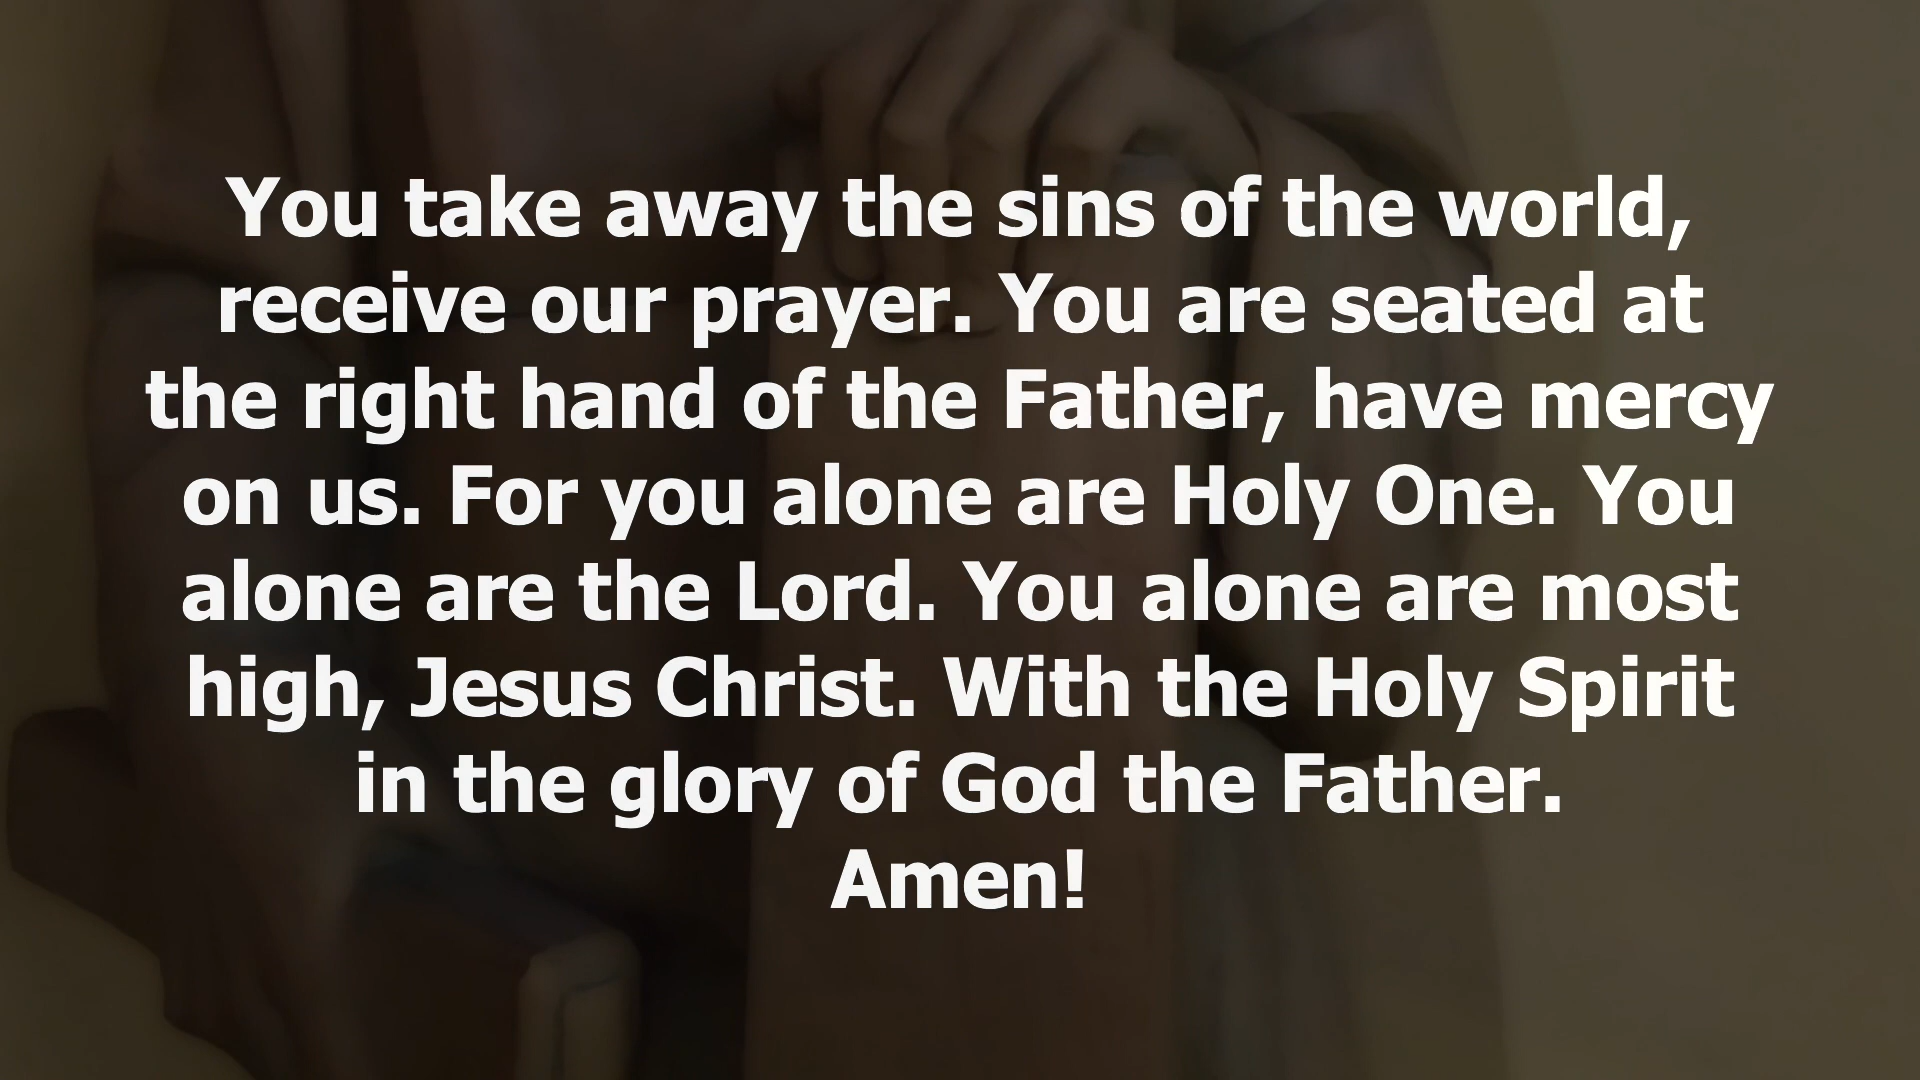 You take away the sins of the world,
receive our prayer. You are seated at
the right hand of the Father, have mercy
on us. For you alone are Holy One. You
alone are the Lord. You alone are most
high, Jesus Christ. With the Holy Spirit
in the glory of God the Father.
Amen!